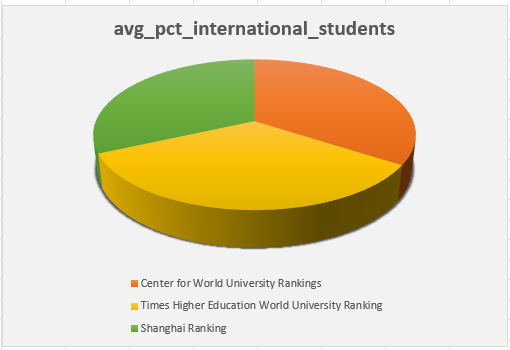 avg_pct_international_students
Center for World University Rankings
Times Higher Education World University Ranking
Shanghai Ranking